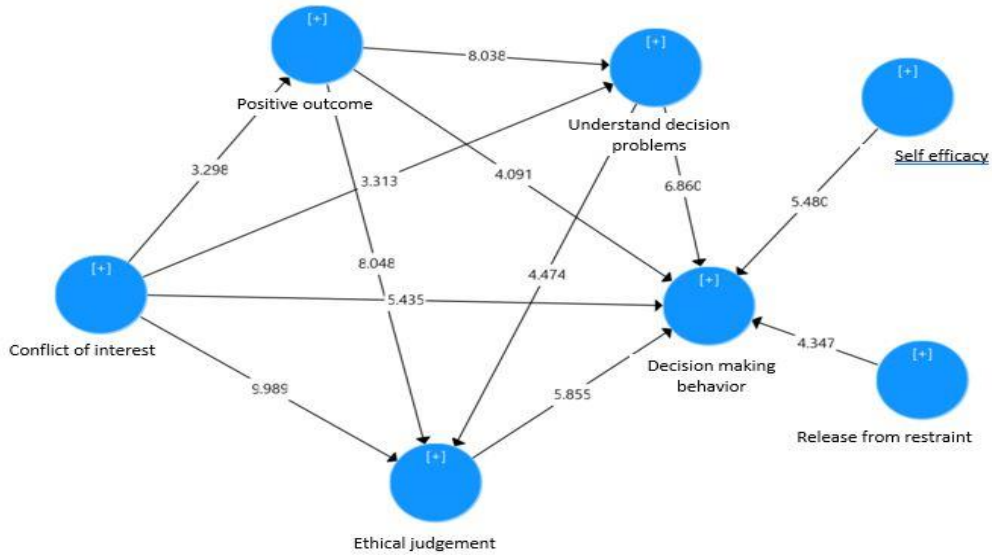 [+]
[+]
[+]
8.038
Positive outcome
Understand decision
problems
Self efficacy
3.298
3.313
4.091
6.860
5.480
[+]
8.048
4.474
[+]
5.435
Conflict of interest
4.347
[+]
Decision making
behavior
9.989
5.855
Release from restraint
[+]
Ethical judgement